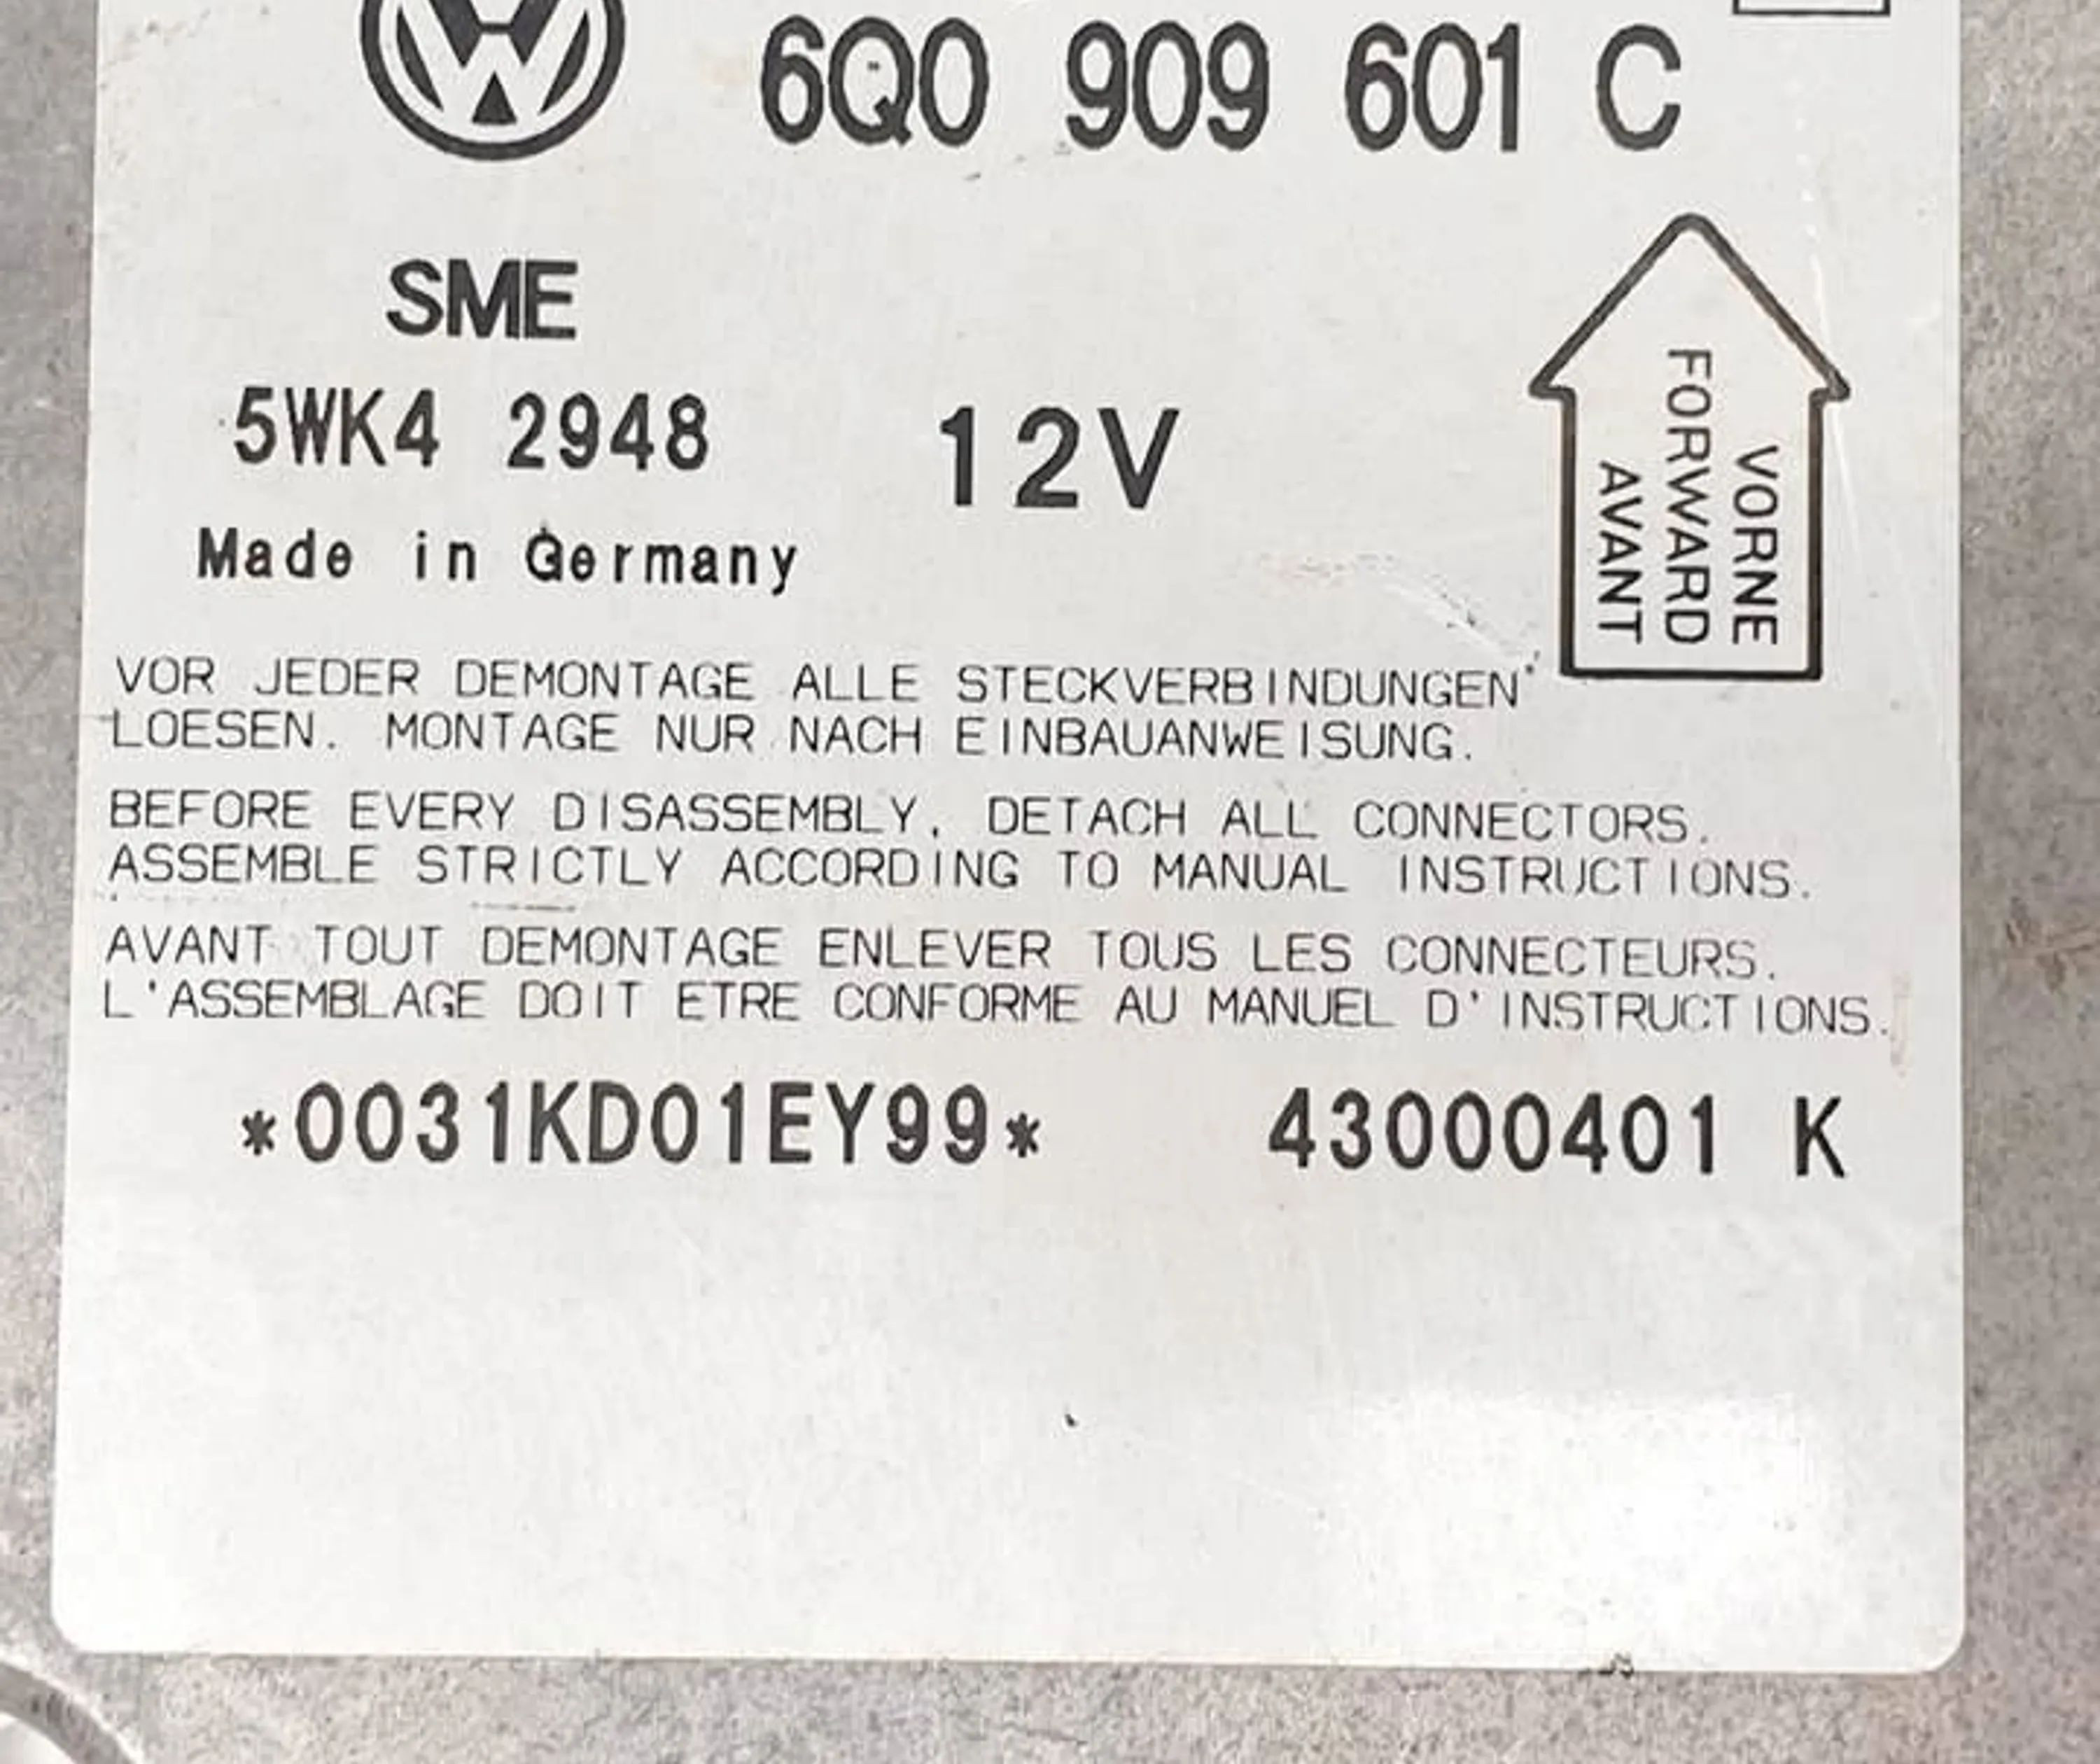 6Q0 909 601 C
SME
5WK4 2948
12V
Made in Germany
VORNE
FORWARD
AVANT
VOR JEDER DEMONTAGE ALLE STECKVERBINDUNGEN
LOESEN. MONTAGE NUR NACH EINBAUANWEISUNG.
BEFORE EVERY DISASSEMBLY, DETACH ALL CONNECTORS.
ASSEMBLE STRICTLY ACCORDING TO MANUAL INSTRUCTIONS.
AVANT TOUT DEMONTAGE ENLEVER TOUS LES CONNECTEURS.
L'ASSEMBLAGE DOIT ETRE CONFORME AU MANUEL D'INSTRUCTIONS.
*0031KD01EY99* 43000401 K